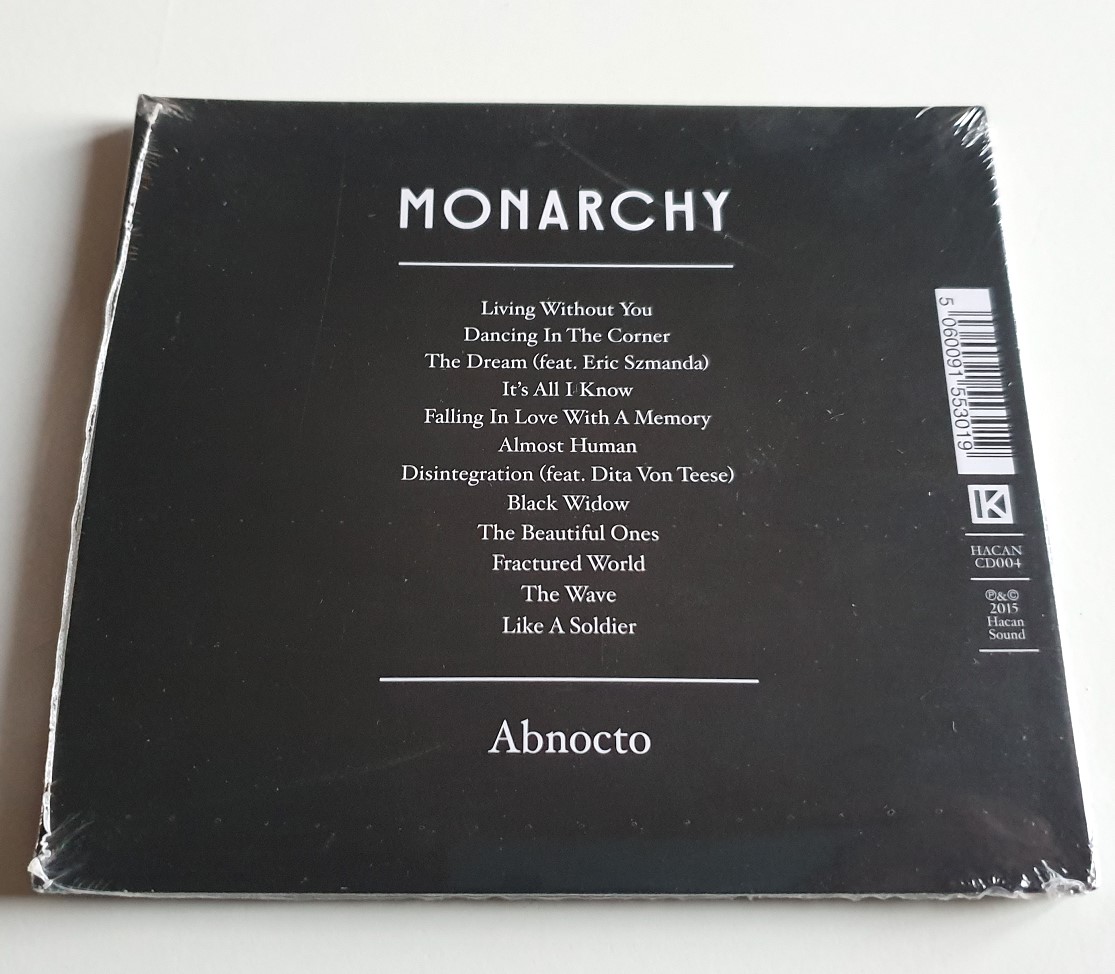 MONARCHY
Living Without You
Dancing In The Corner
The Dream (feat. Eric Szmanda)
It's All I Know
Falling In Love With A Memory
Almost Human
Disintegration (feat. Dita Von Teese)
Black Widow
The Beautiful Ones
Fractured World
The Wave
Like A Soldier
Abnocto
5 060091 553019
K
HACAN
CD004
℗&©
2015
Hacan
Sound